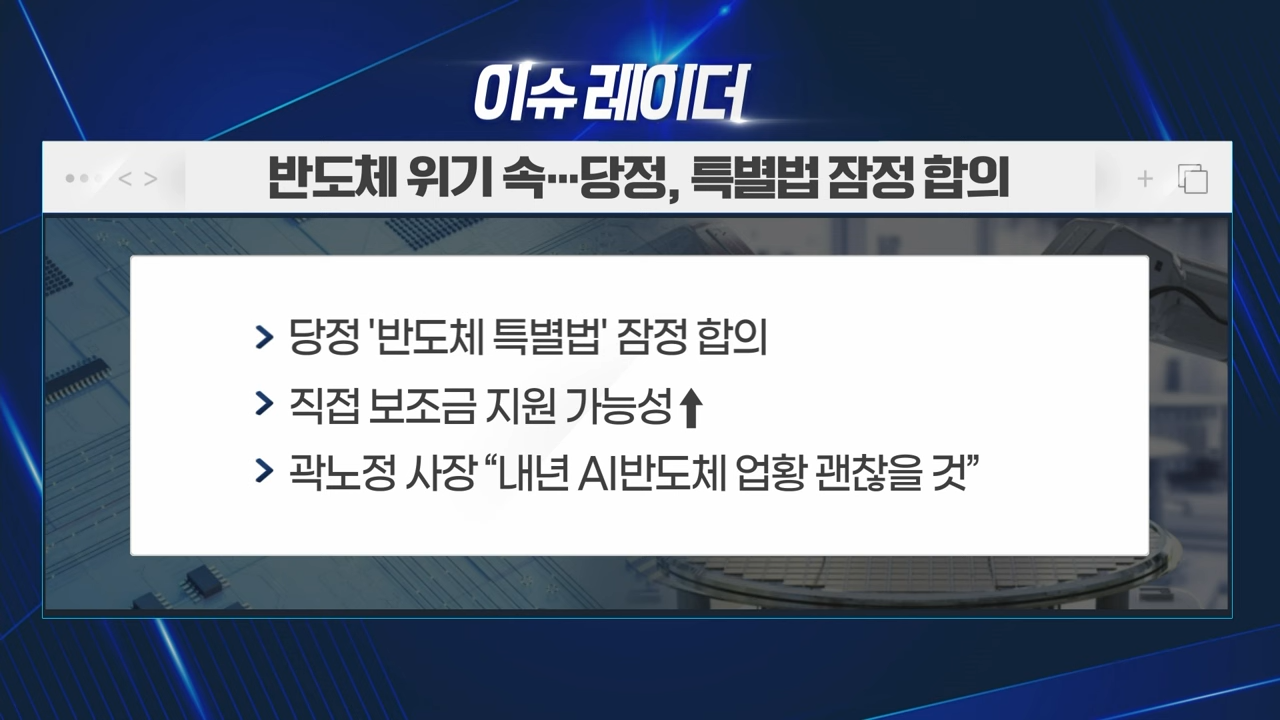 이슈 레이더
반도체 위기 속…당정, 특별법 잠정 합의
당정 '반도체 특별법' 잠정 합의
직접 보조금 지원 가능성⬆
곽노정 사장 “내년 AI반도체 업황 괜찮을 것”